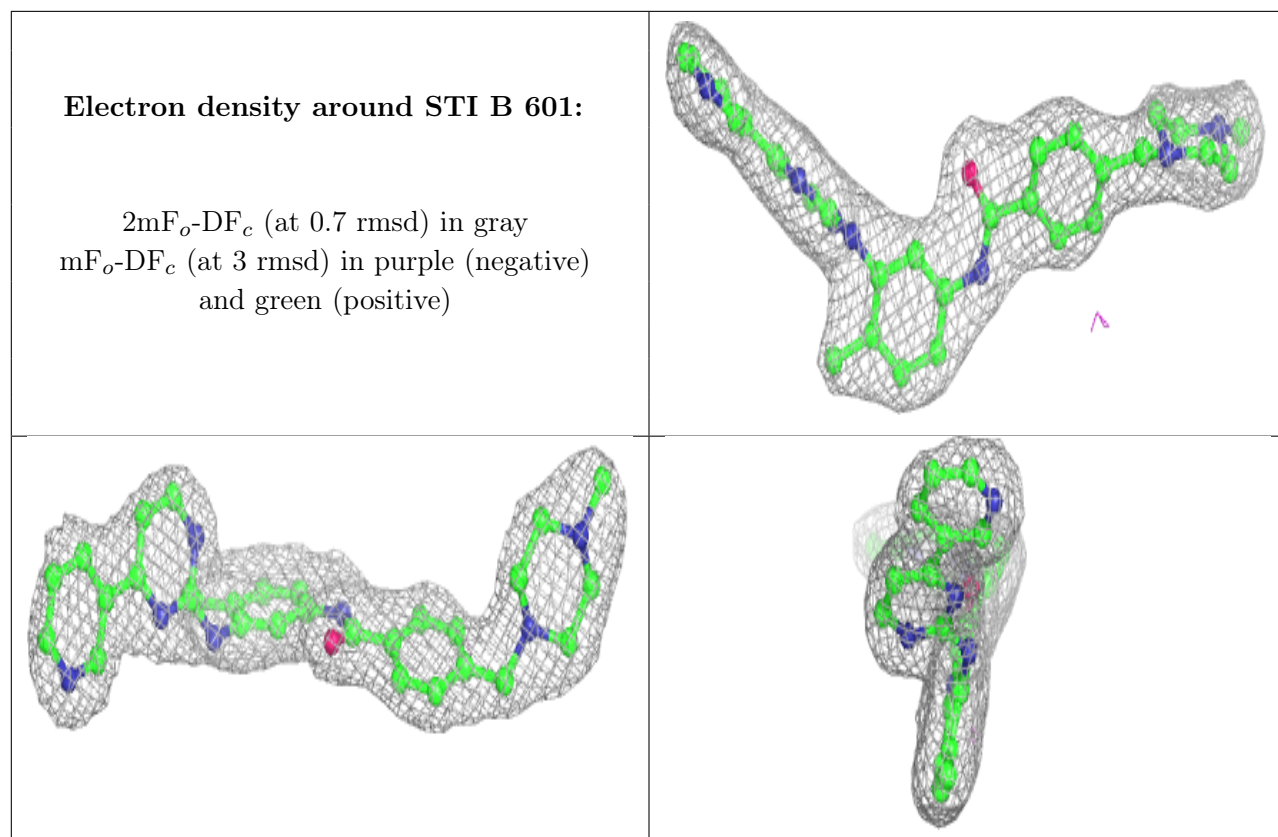 Electron density around STI B 601:
2mFₒ-DF𝑐 (at 0.7 rmsd) in gray
mFₒ-DF𝑐 (at 3 rmsd) in purple (negative)
and green (positive)